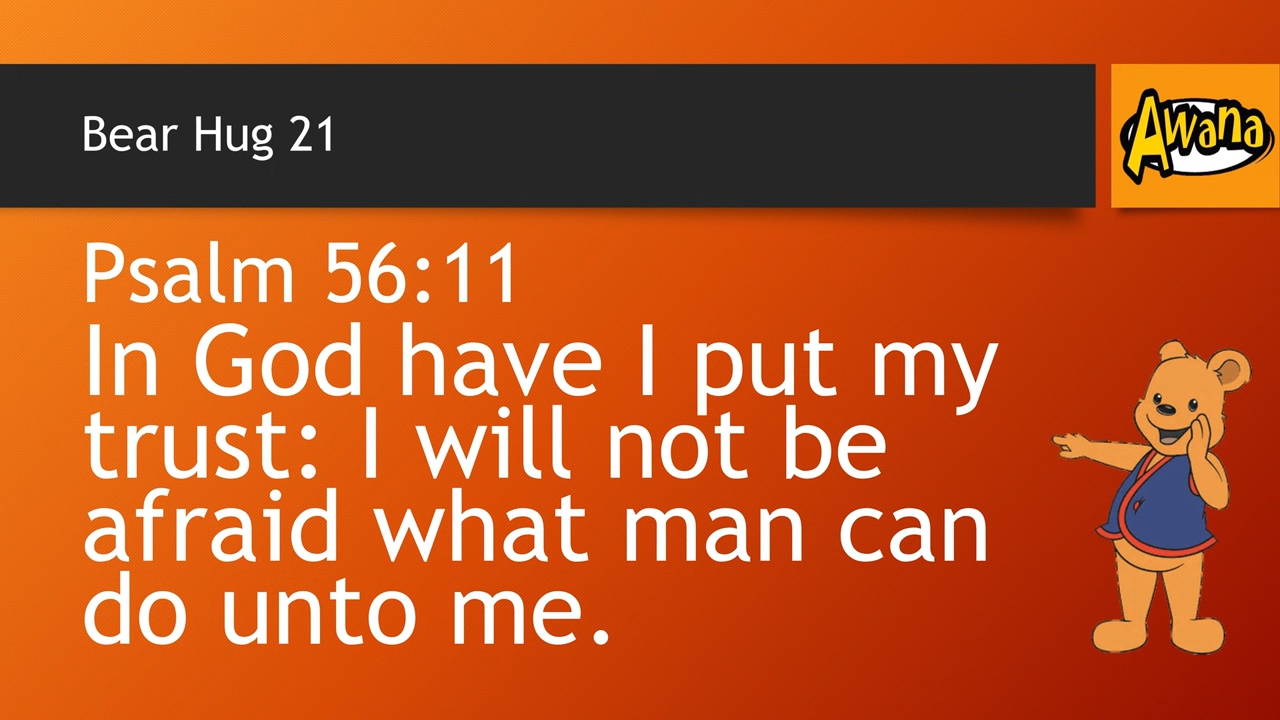 Bear Hug 21
Awana
Psalm 56:11
In God have I put my
trust: I will not be
afraid what man can
do unto me.